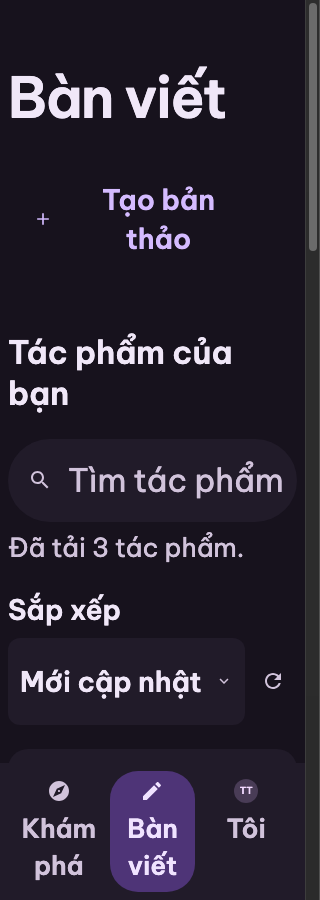 Bàn viết
Tạo bản
thảo
Tác phẩm của
bạn
Tìm tác phẩm
Đã tải 3 tác phẩm.
Sắp xếp
Mới cập nhật
TT
Khám
phá
Bàn
viết
Tôi